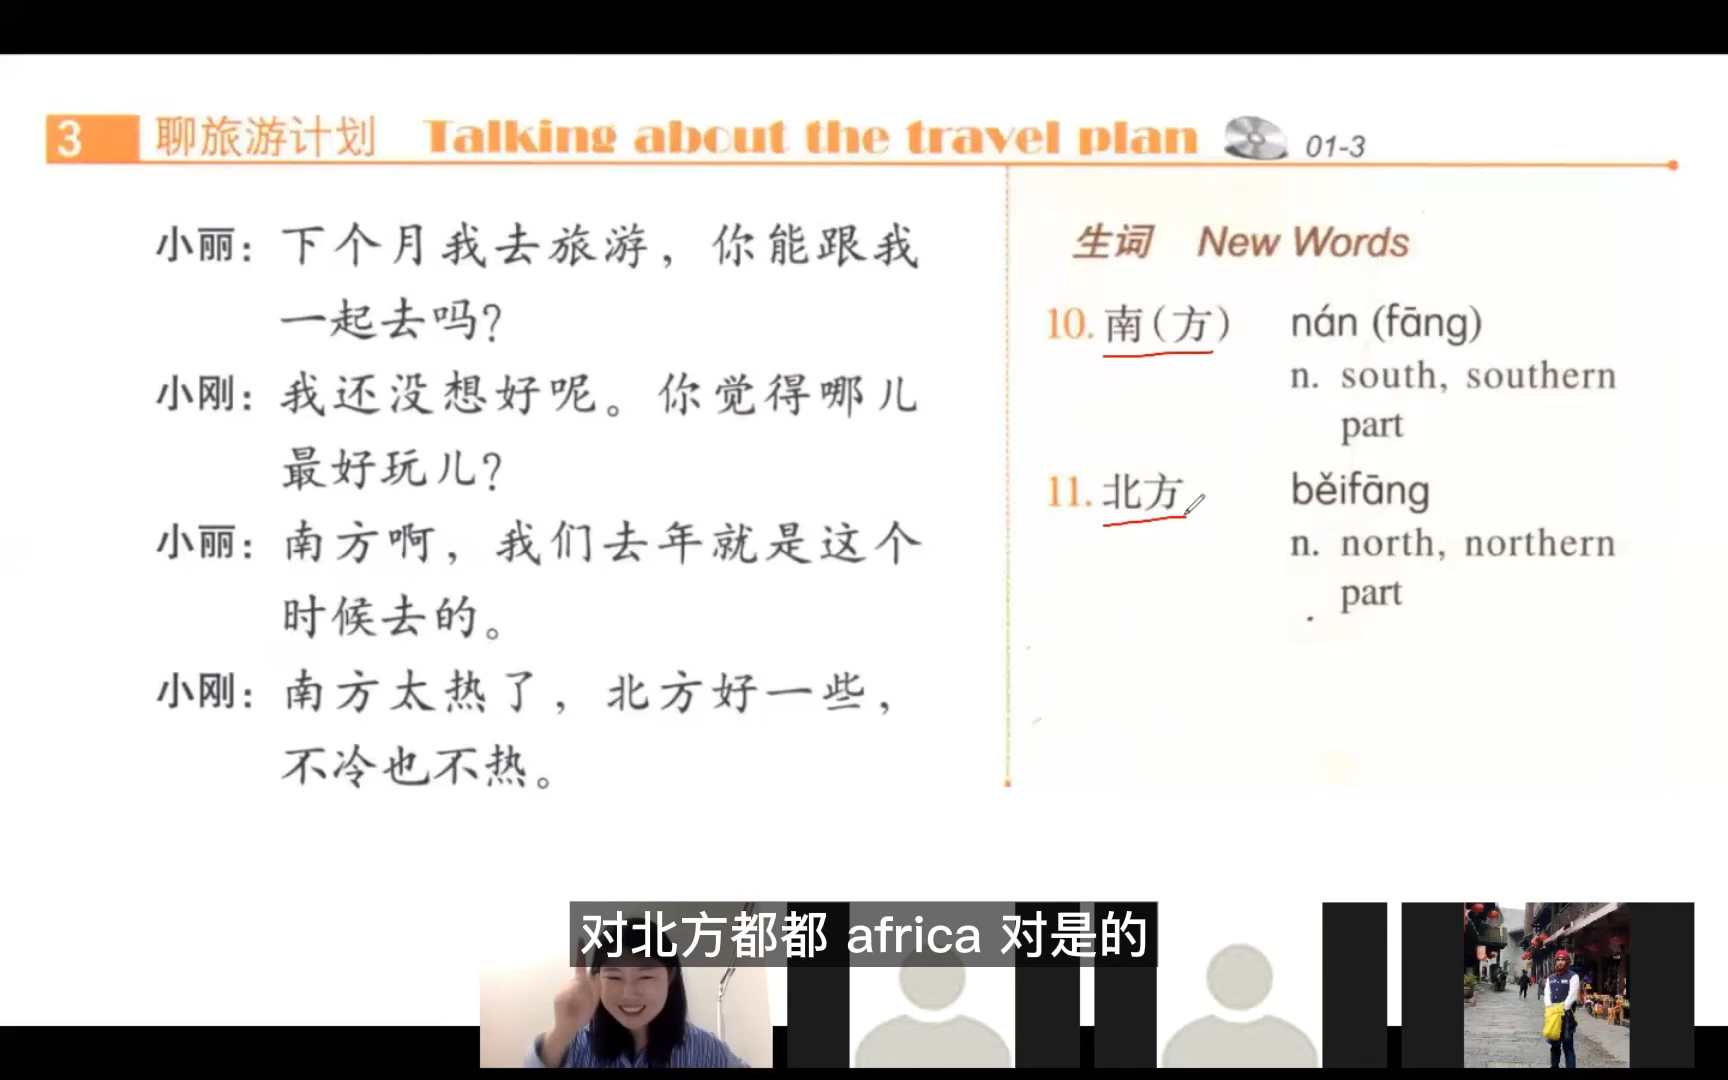 3 聊旅游计划 Talking about the travel plan 01-3
小丽：下个月我去旅游，你能跟我
一起去吗？
小刚：我还没想好呢。你觉得哪儿
最好玩儿？
小丽：南方啊，我们去年就是这个
时候去的。
小刚：南方太热了，北方好一些，
不冷也不热。
生词 New Words
10. 南（方） nán (fāng)
n. south, southern
part
11. 北方 běifāng
n. north, northern
part
对北方都都 africa 对是的